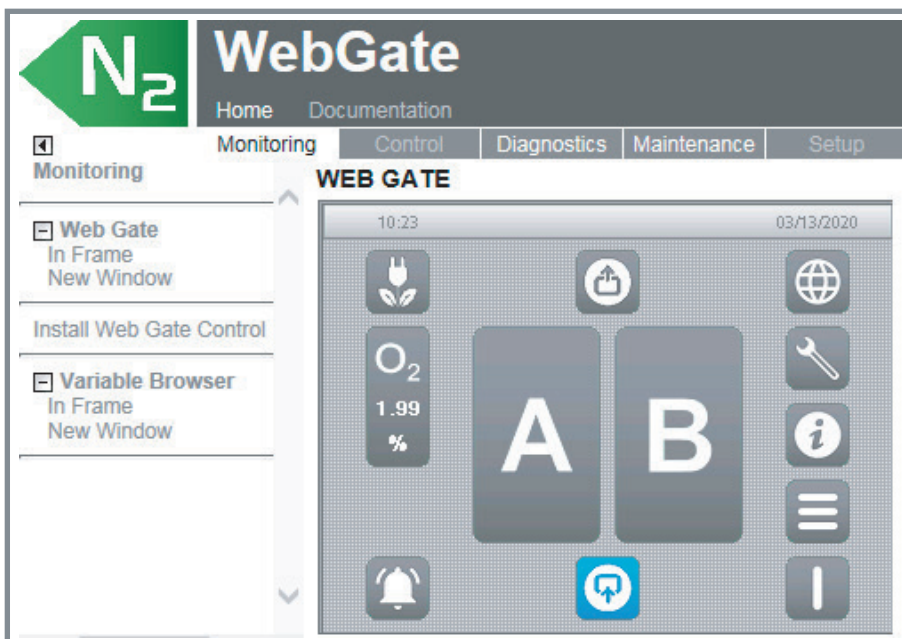 N2
WebGate
Home Documentation
Monitoring Control Diagnostics Maintenance Setup
Monitoring
Web Gate
In Frame
New Window
Install Web Gate Control
Variable Browser
In Frame
New Window
WEB GATE
10:23 03/13/2020
O2
1.99
%
A B
i